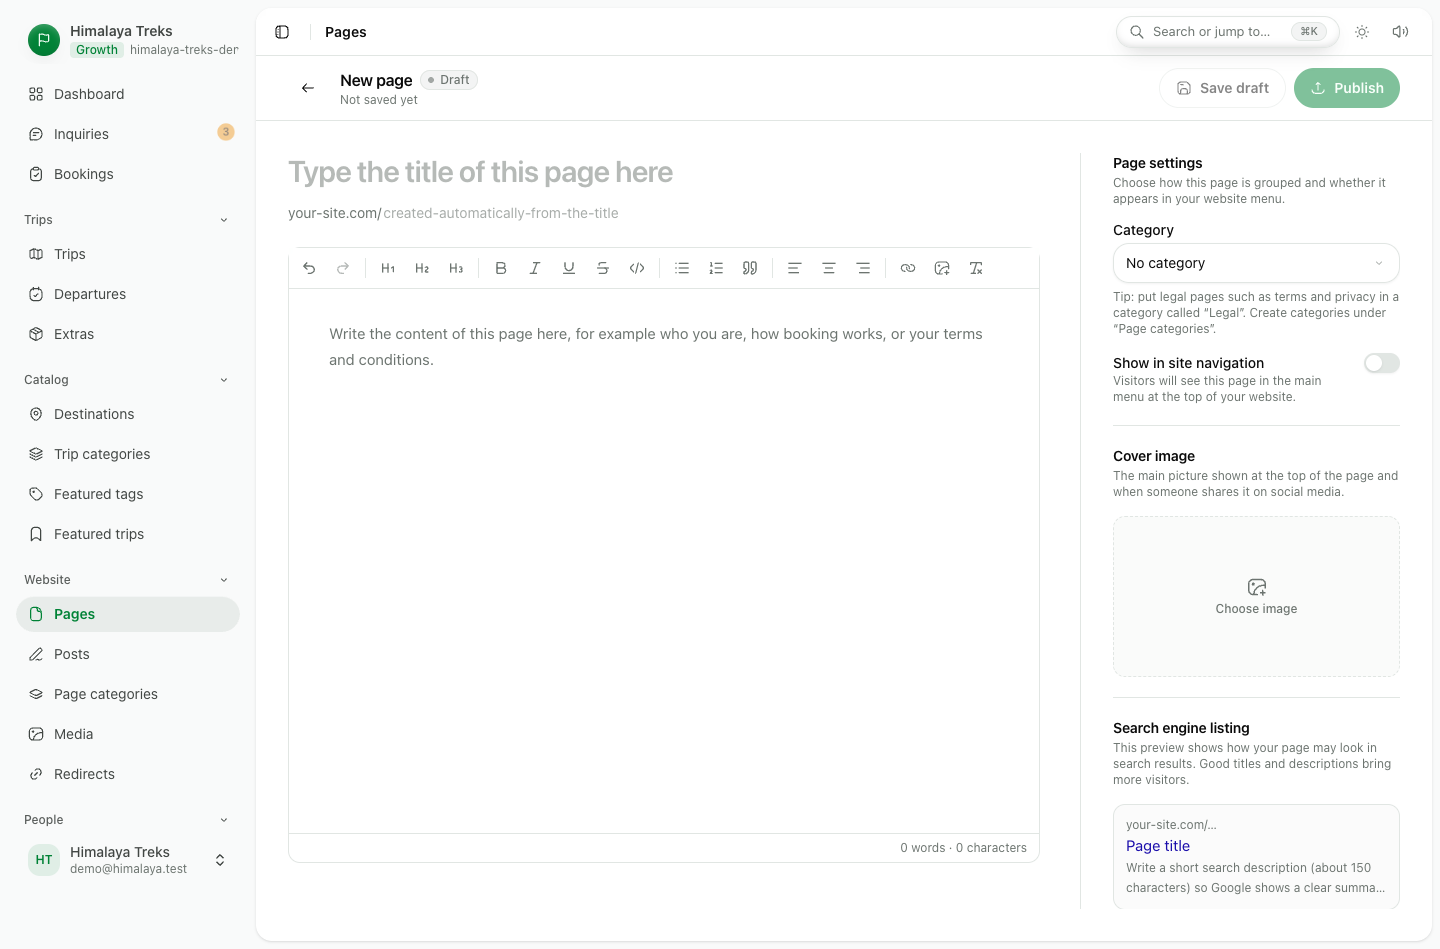 Himalaya Treks
Growth himalaya-treks-der
Dashboard
Inquiries 3
Bookings
Trips
Trips
Departures
Extras
Catalog
Destinations
Trip categories
Featured tags
Featured trips
Website
Pages
Posts
Page categories
Media
Redirects
People
HT Himalaya Treks
demo@himalaya.test
Pages
Search or jump to... ⌘K
New page Draft
Not saved yet
Save draft
Publish
Type the title of this page here
your-site.com/created-automatically-from-the-title
H1 H2 H3 B I U S
Write the content of this page here, for example who you are, how booking works, or your terms
and conditions.
0 words · 0 characters
Page settings
Choose how this page is grouped and whether it
appears in your website menu.
Category
No category
Tip: put legal pages such as terms and privacy in a
category called “Legal”. Create categories under
“Page categories”.
Show in site navigation
Visitors will see this page in the main
menu at the top of your website.
Cover image
The main picture shown at the top of the page and
when someone shares it on social media.
Choose image
Search engine listing
This preview shows how your page may look in
search results. Good titles and descriptions bring
more visitors.
your-site.com/...
Page title
Write a short search description (about 150
characters) so Google shows a clear summa...